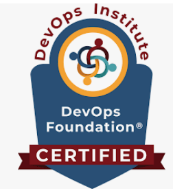 DevOps Institute
DevOps
Foundation®
CERTIFIED